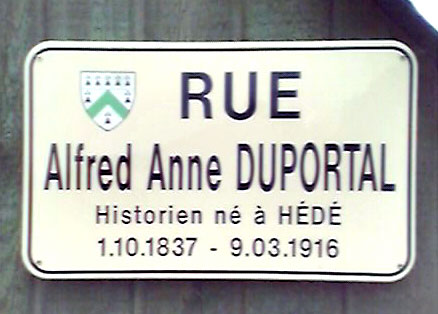 RUE
Alfred Anne DUPORTAL
Historien né à HÉDÉ
1.10.1837 - 9.03.1916